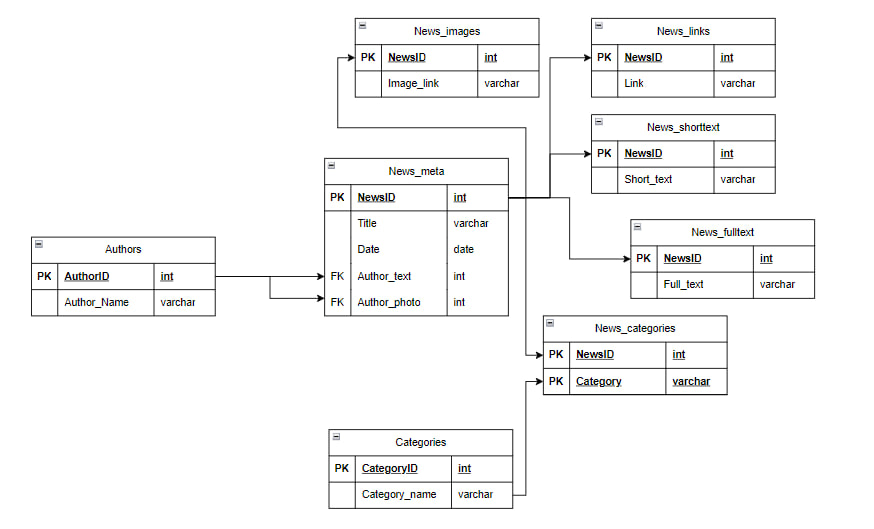 News_images
PK NewsID int
Image_link varchar
News_links
PK NewsID int
Link varchar
News_shorttext
PK NewsID int
Short_text varchar
News_meta
PK NewsID int
Title varchar
Date date
FK Author_text int
FK Author_photo int
News_fulltext
PK NewsID int
Full_text varchar
Authors
PK AuthorID int
Author_Name varchar
News_categories
PK NewsID int
PK Category varchar
Categories
PK CategoryID int
Category_name varchar